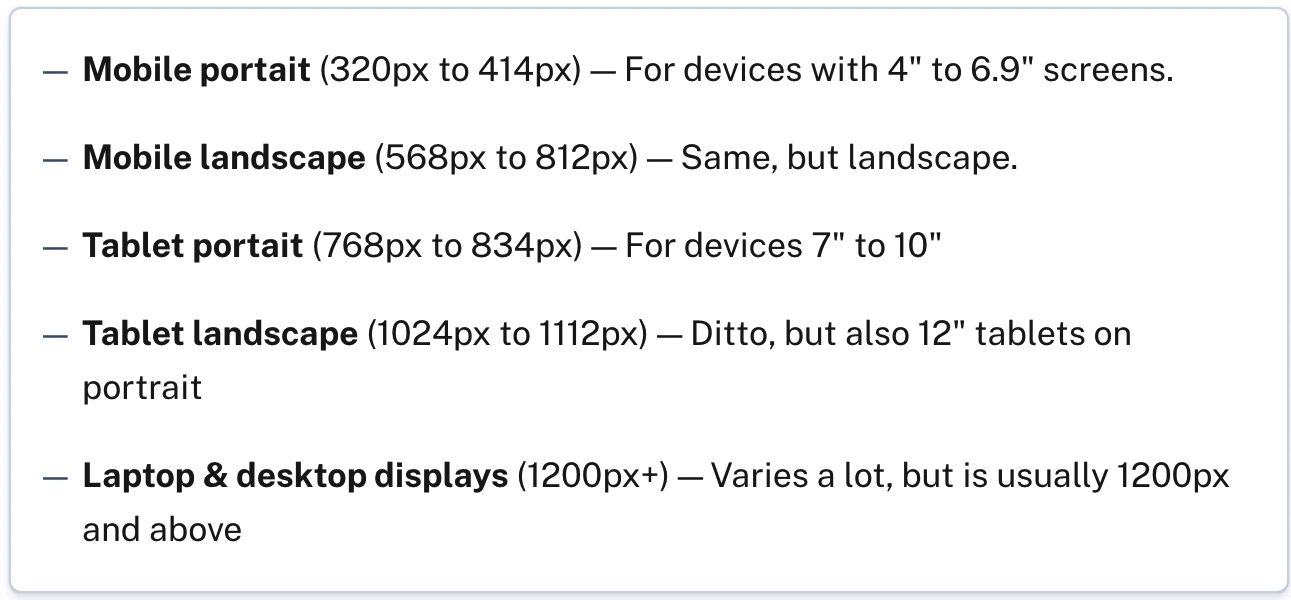 — Mobile portait (320px to 414px) — For devices with 4" to 6.9" screens.
— Mobile landscape (568px to 812px) — Same, but landscape.
— Tablet portait (768px to 834px) — For devices 7" to 10"
— Tablet landscape (1024px to 1112px) — Ditto, but also 12" tablets on
portrait
— Laptop & desktop displays (1200px+) — Varies a lot, but is usually 1200px
and above